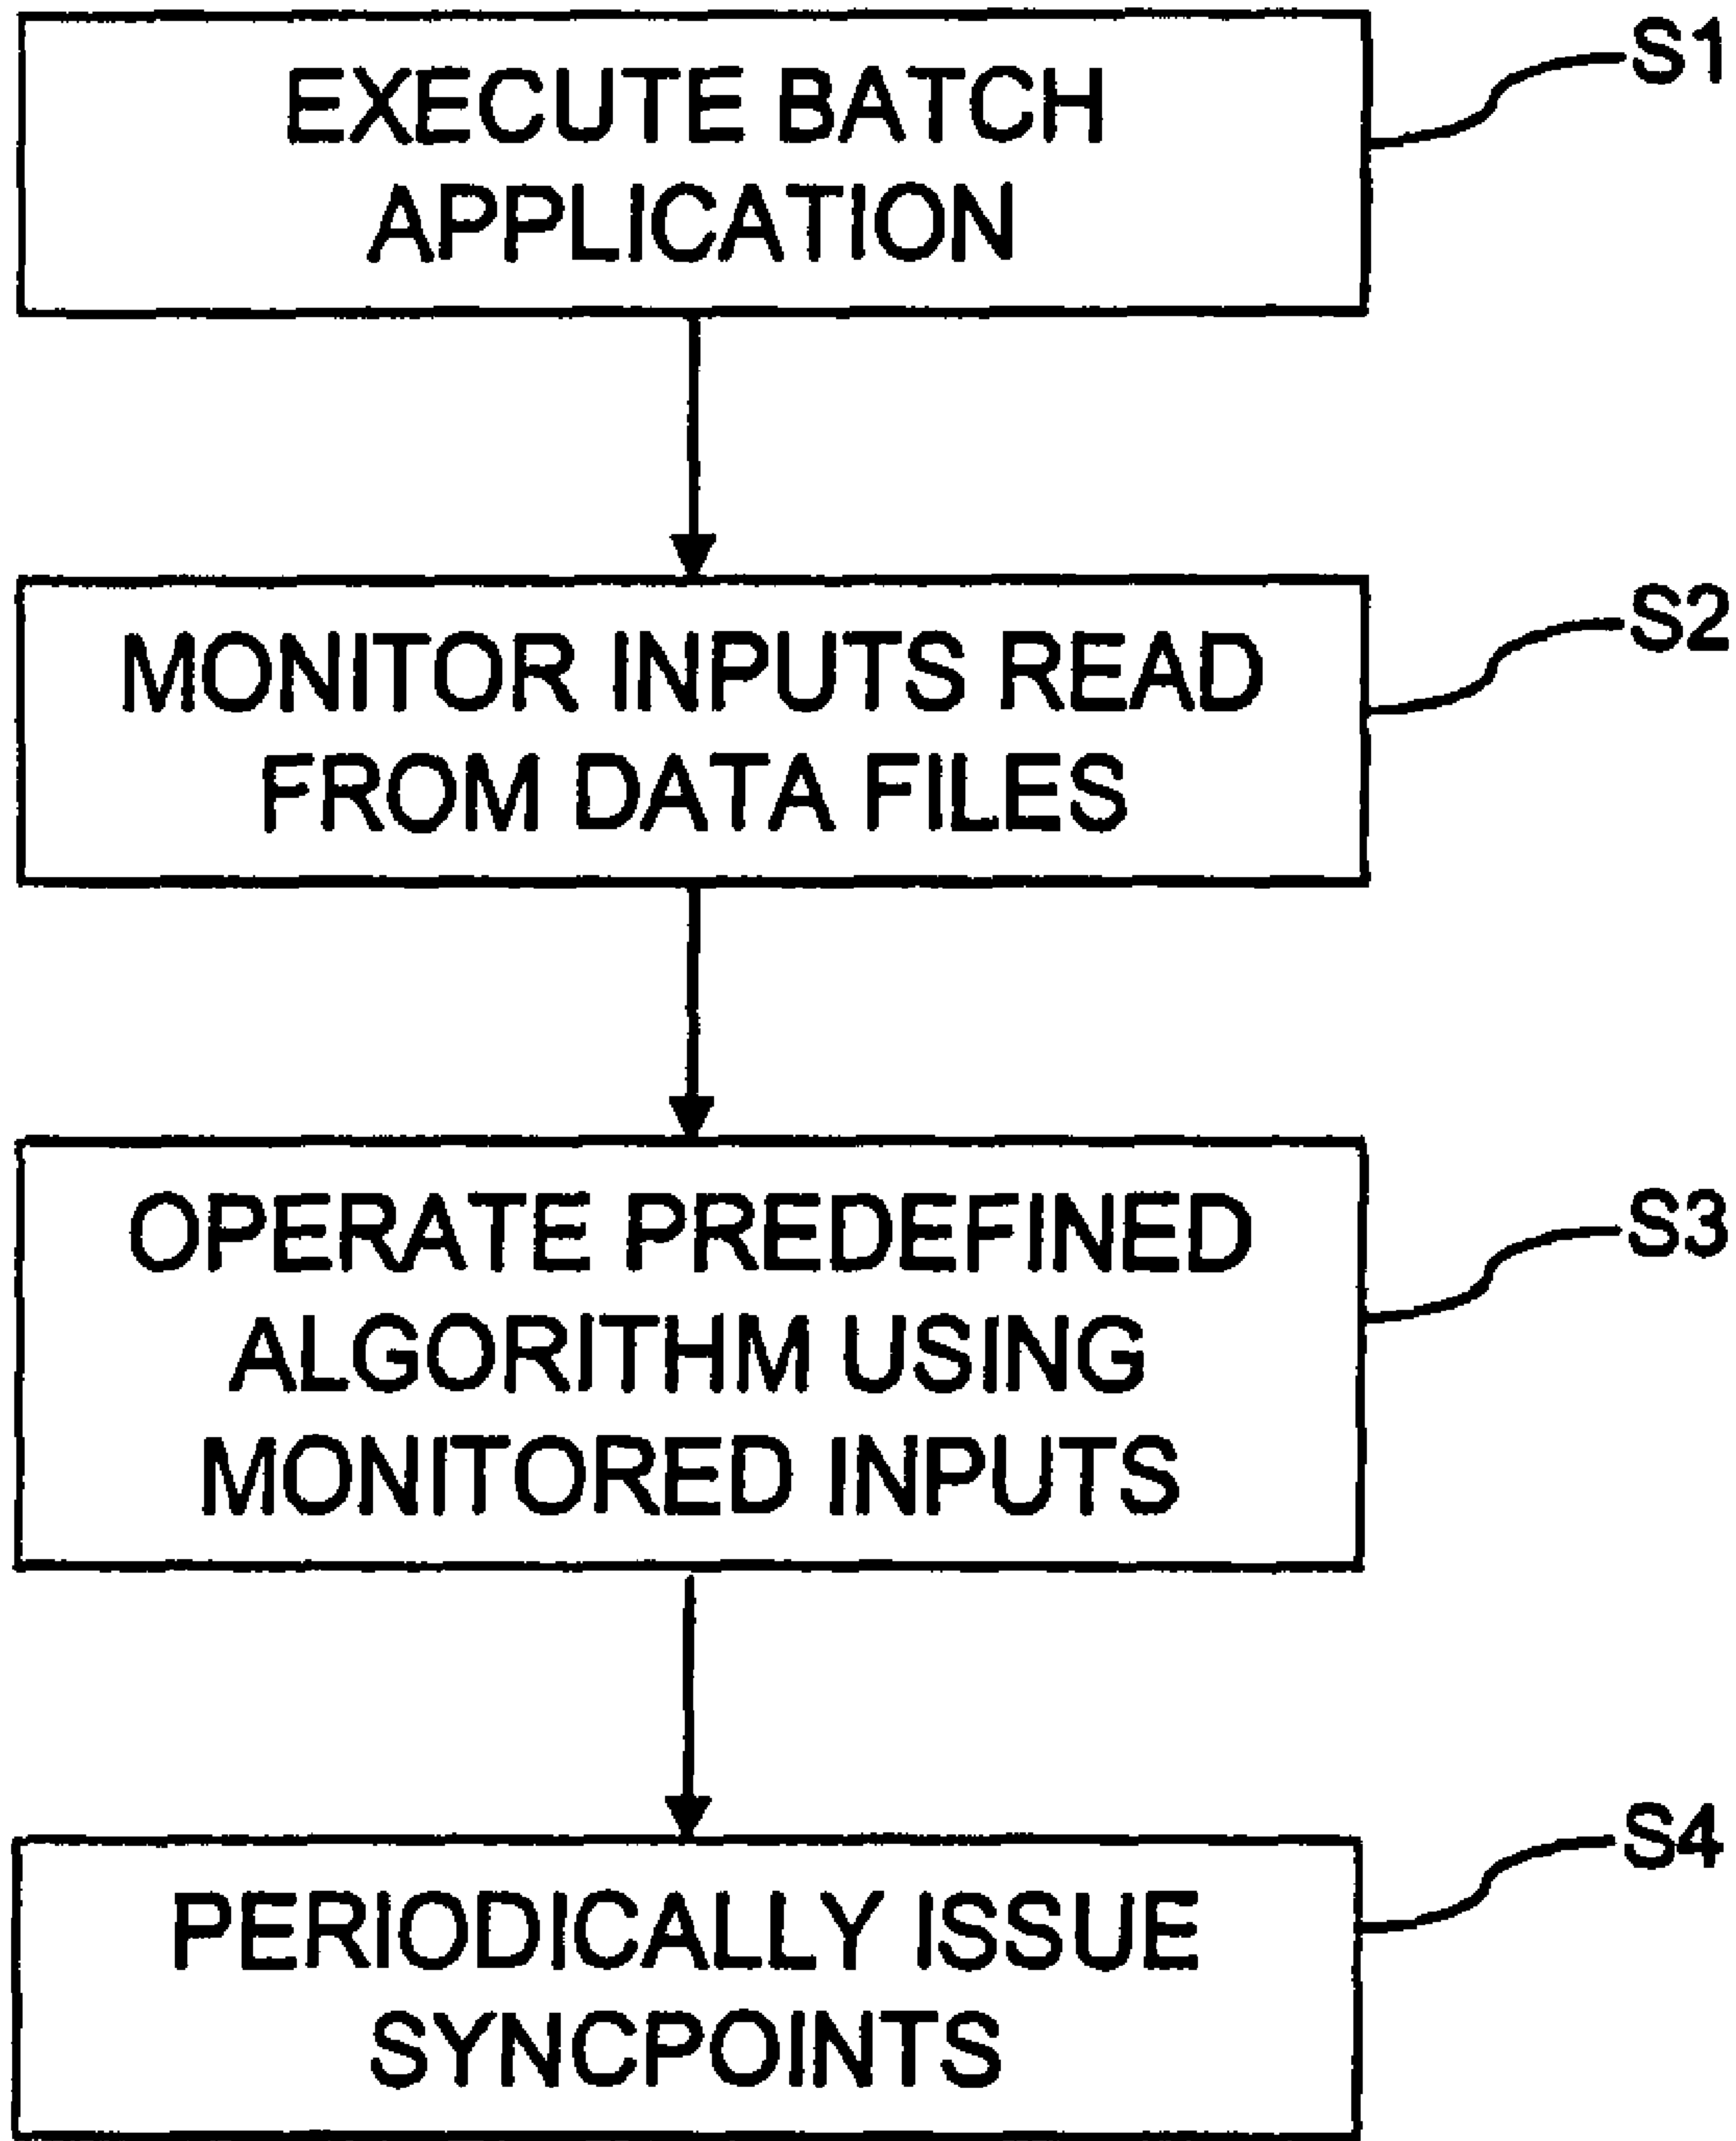 EXECUTE BATCH
APPLICATION
S1
MONITOR INPUTS READ
FROM DATA FILES
S2
OPERATE PREDEFINED
ALGORITHM USING
MONITORED INPUTS
S3
PERIODICALLY ISSUE
SYNCPOINTS
S4